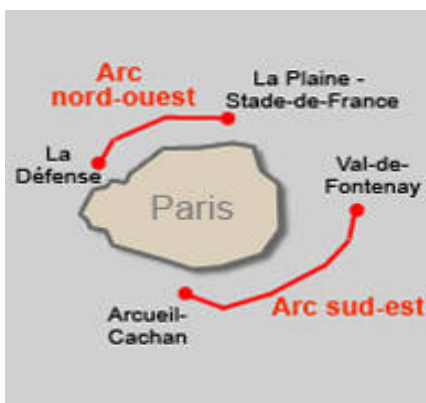 Arc
nord-ouest
La Plaine -
Stade-de-France
La
Défense
Val-de-
Fontenay
Paris
Arcueil-
Cachan
Arc sud-est